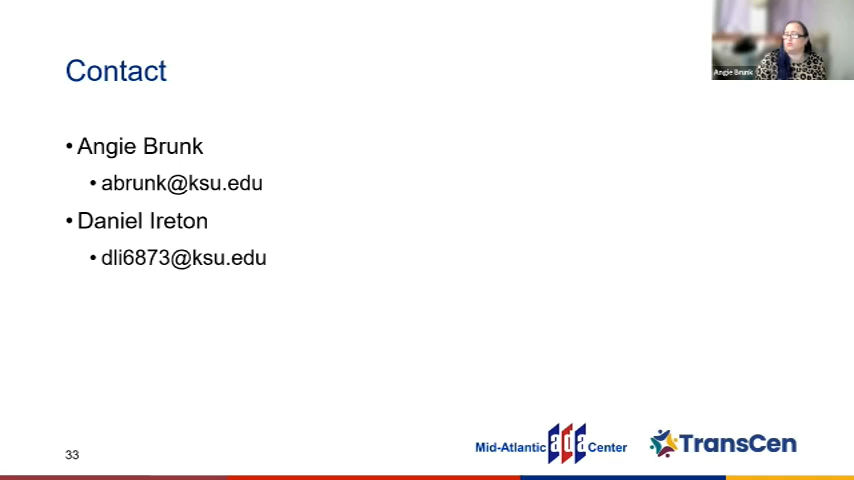 Angie Brunk
Contact
• Angie Brunk
• abrunk@ksu.edu
• Daniel Ireton
• dli6873@ksu.edu
33
Mid-Atlantic ada Center
TransCen